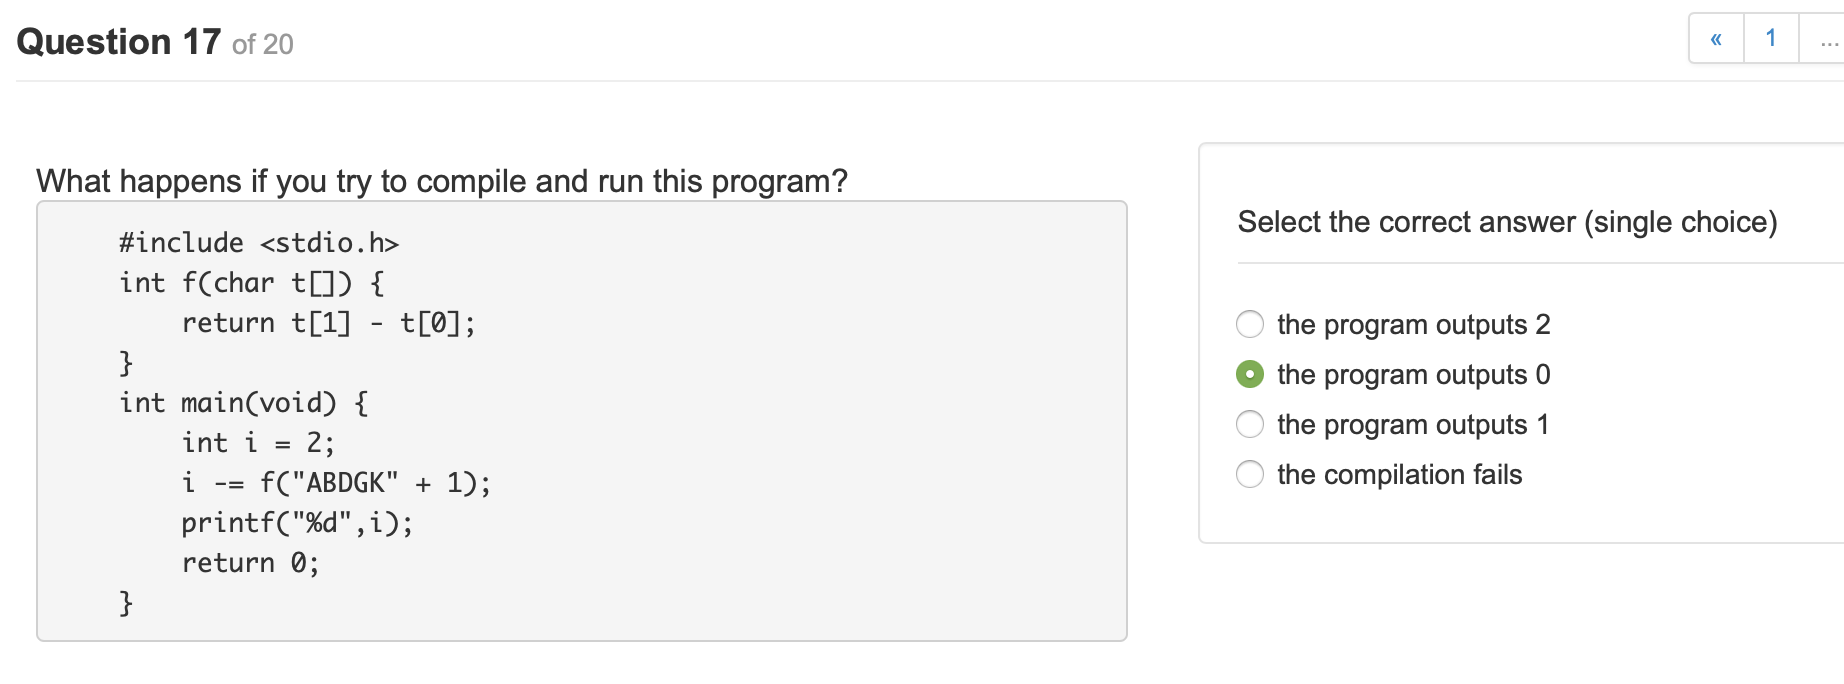 Question 17 of 20
« 1 ...
What happens if you try to compile and run this program?
#include <stdio.h>
int f(char t[]) {
    return t[1] - t[0];
}
int main(void) {
    int i = 2;
    i -= f("ABDGK" + 1);
    printf("%d",i);
    return 0;
}
Select the correct answer (single choice)
the program outputs 2
the program outputs 0
the program outputs 1
the compilation fails